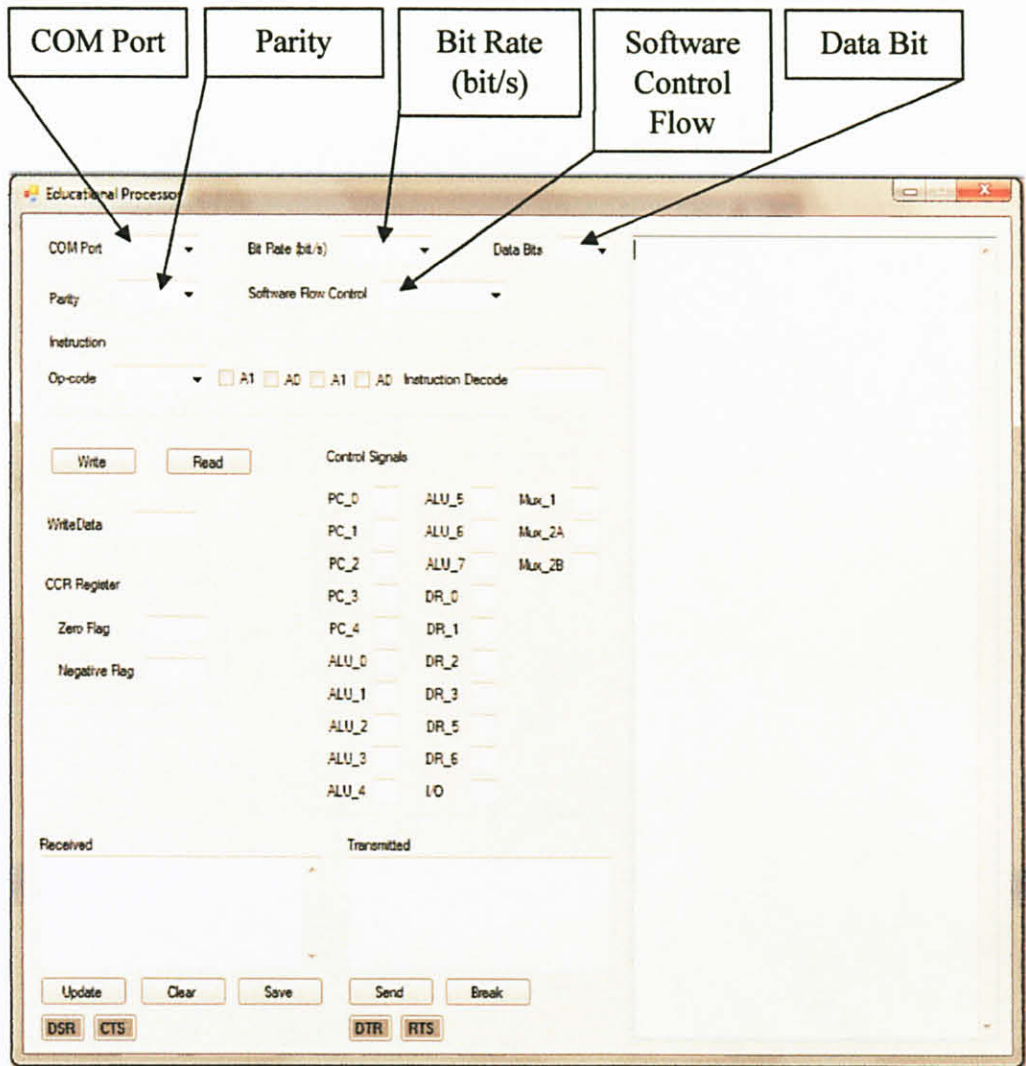 COM Port
Parity
Bit Rate
(bit/s)
Software
Control
Flow
Data Bit
Educational Processor
COM Port
Bit Rate (bit/s)
Data Bits
Parity
Software Flow Control
Instruction
Op-code
A1
A0
A1
A0
Instruction Decode
Write
Read
Control Signals
PC_0
ALU_5
Mux_1
WriteData
PC_1
ALU_6
Mux_2A
PC_2
ALU_7
Mux_2B
CCR Register
PC_3
DR_0
Zero Flag
PC_4
DR_1
Negative Flag
ALU_0
DR_2
ALU_1
DR_3
ALU_2
DR_5
ALU_3
DR_6
ALU_4
I/O
Received
Transmitted
Update
Clear
Save
Send
Break
DSR
CTS
DTR
RTS